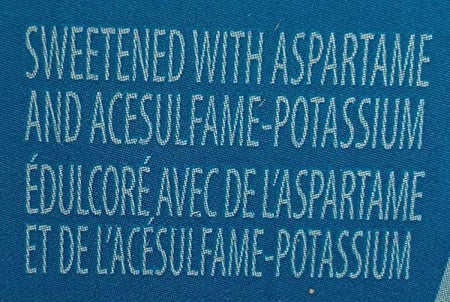 SWEETENED WITH ASPARTAME
AND ACESULFAME-POTASSIUM
ÉDULCORÉ AVEC DE L'ASPARTAME
ET DE L'ACÉSULFAME-POTASSIUM